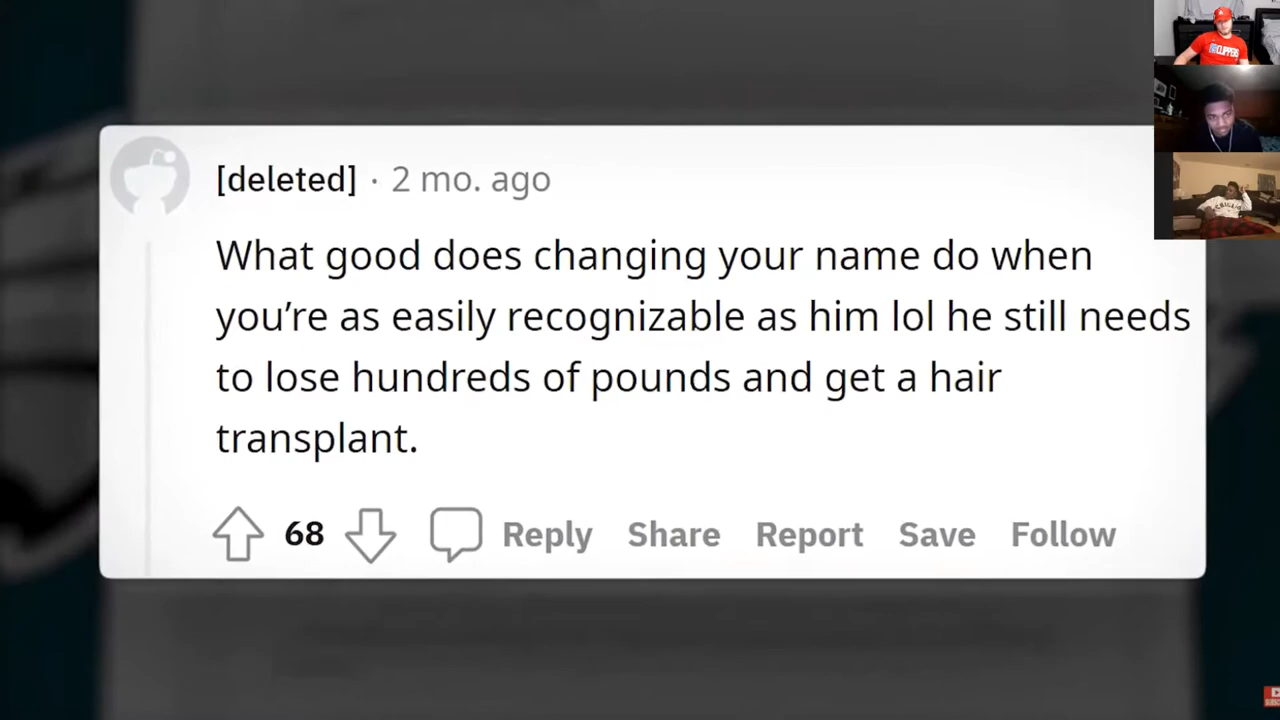 [deleted] · 2 mo. ago
What good does changing your name do when
you’re as easily recognizable as him lol he still needs
to lose hundreds of pounds and get a hair
transplant.
68 Reply Share Report Save Follow
CLIPPERS